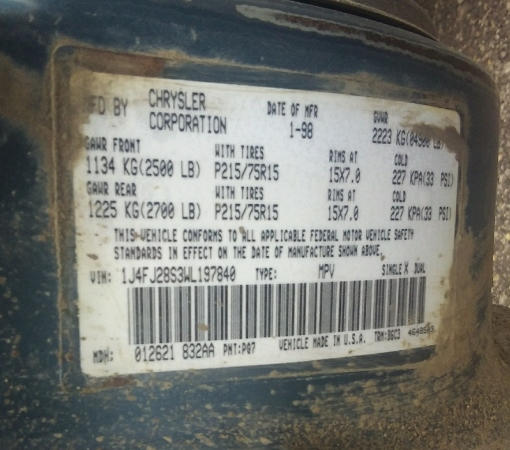 MFD BY CHRYSLER CORPORATION DATE OF MFR 1-98 GVWR 2223 KG(04900 LB)
GAWR FRONT WITH TIRES RIMS AT COLD
1134 KG(2500 LB) P215/75R15 15X7.0 227 KPA(33 PSI)
GAWR REAR WITH TIRES RIMS AT COLD
1225 KG(2700 LB) P215/75R15 15X7.0 227 KPA(33 PSI)
THIS VEHICLE CONFORMS TO ALL APPLICABLE FEDERAL MOTOR VEHICLE SAFETY
STANDARDS IN EFFECT ON THE DATE OF MANUFACTURE SHOWN ABOVE.
VIN: 1J4FJ28S3WL197840 TYPE: MPV SINGLE X DUAL
MDH: 012621 832AA PNT:PG7 VEHICLE MADE IN U.S.A. TRM:DGC3